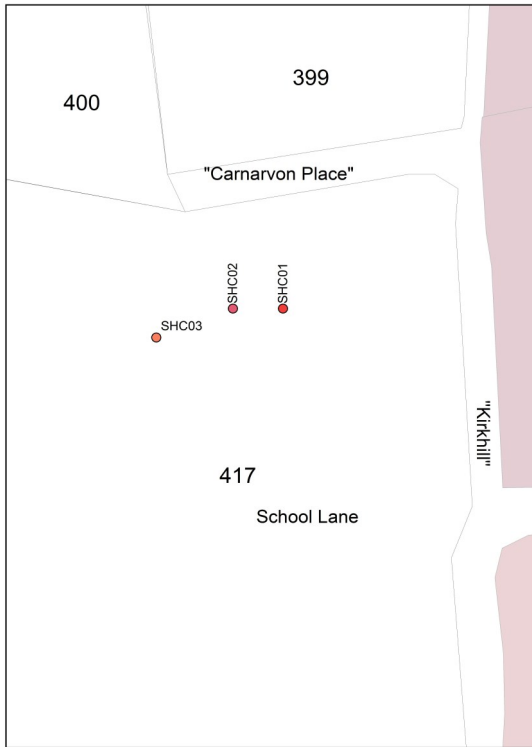 399
400
"Carnarvon Place"
SHC02
SHC01
SHC03
"Kirkhill"
417
School Lane